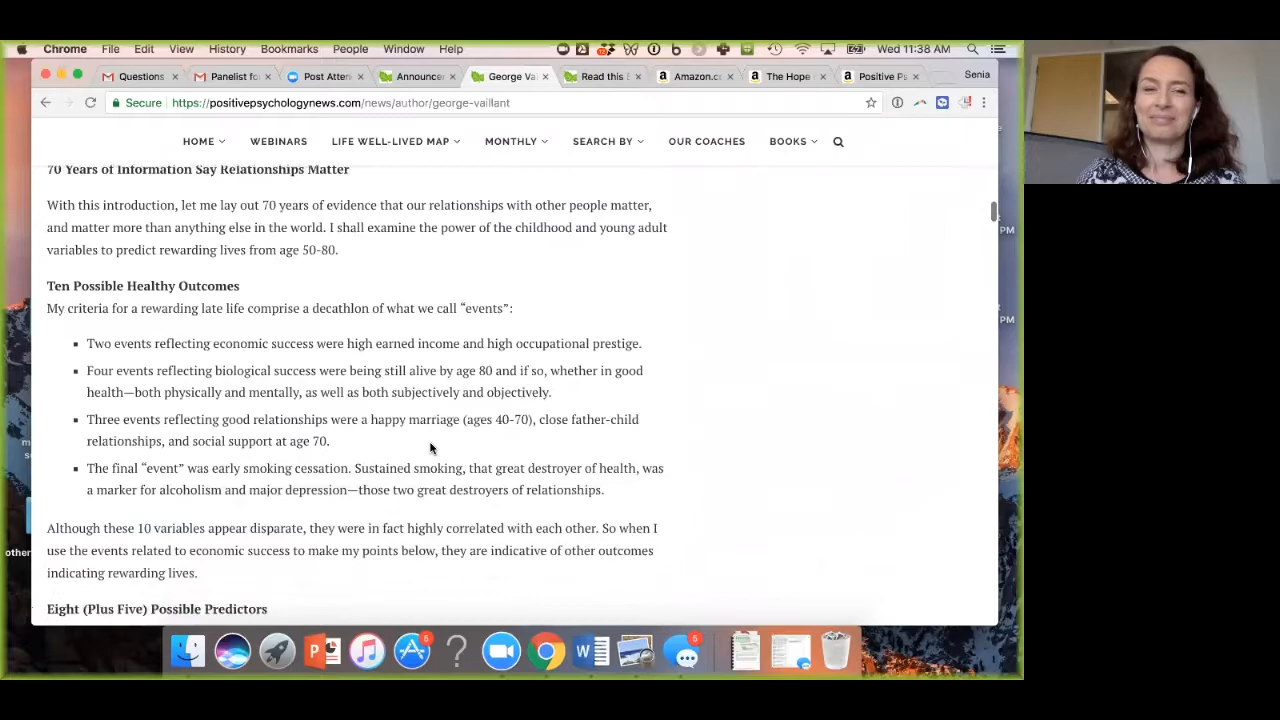 Chrome File Edit View History Bookmarks People Window Help Wed 11:38 AM
Questions Panelist fo Post Atten Announce George Va Read this Amazon.c The Hope Positive Ps Senia
Secure https://positivepsychologynews.com/news/author/george-vaillant
HOME WEBINARS LIFE WELL-LIVED MAP MONTHLY SEARCH BY OUR COACHES BOOKS
70 Years of Information Say Relationships Matter
With this introduction, let me lay out 70 years of evidence that our relationships with other people matter,
and matter more than anything else in the world. I shall examine the power of the childhood and young adult
variables to predict rewarding lives from age 50-80.
Ten Possible Healthy Outcomes
My criteria for a rewarding late life comprise a decathlon of what we call “events”:
▪ Two events reflecting economic success were high earned income and high occupational prestige.
▪ Four events reflecting biological success were being still alive by age 80 and if so, whether in good
health—both physically and mentally, as well as both subjectively and objectively.
▪ Three events reflecting good relationships were a happy marriage (ages 40-70), close father-child
relationships, and social support at age 70.
▪ The final “event” was early smoking cessation. Sustained smoking, that great destroyer of health, was
a marker for alcoholism and major depression—those two great destroyers of relationships.
Although these 10 variables appear disparate, they were in fact highly correlated with each other. So when I
use the events related to economic success to make my points below, they are indicative of other outcomes
indicating rewarding lives.
Eight (Plus Five) Possible Predictors
PM
PM
other
5
5